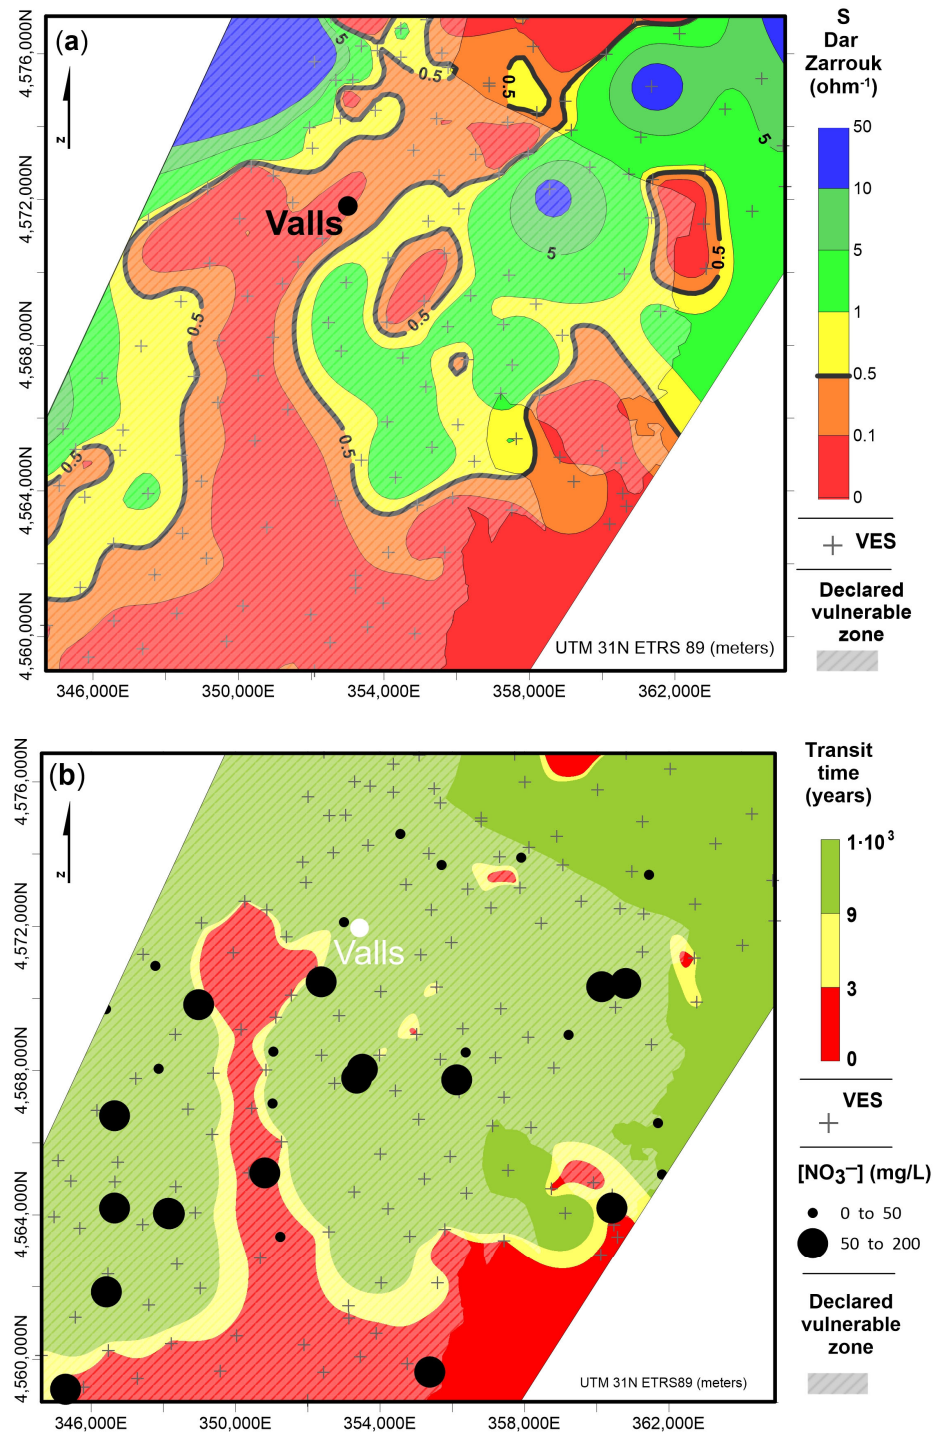 (a)
S
Dar
Zarrouk
(ohm⁻¹)
50
10
5
1
0.5
0.1
0
VES
Declared
vulnerable
zone
4,576,000N
4,572,000N
4,568,000N
4,564,000N
4,560,000N
z
5
0.5
0.5
5
Valls
5
0.5
0.5
0.5
0.5
0.5
UTM 31N ETRS 89 (meters)
346,000E 350,000E 354,000E 358,000E 362,000E
(b)
Transit
time
(years)
1·10³
9
3
0
VES
[NO₃⁻] (mg/L)
0 to 50
50 to 200
Declared
vulnerable
zone
4,576,000N
4,572,000N
4,568,000N
4,564,000N
4,560,000N
z
Valls
UTM 31N ETRS89 (meters)
346,000E 350,000E 354,000E 358,000E 362,000E